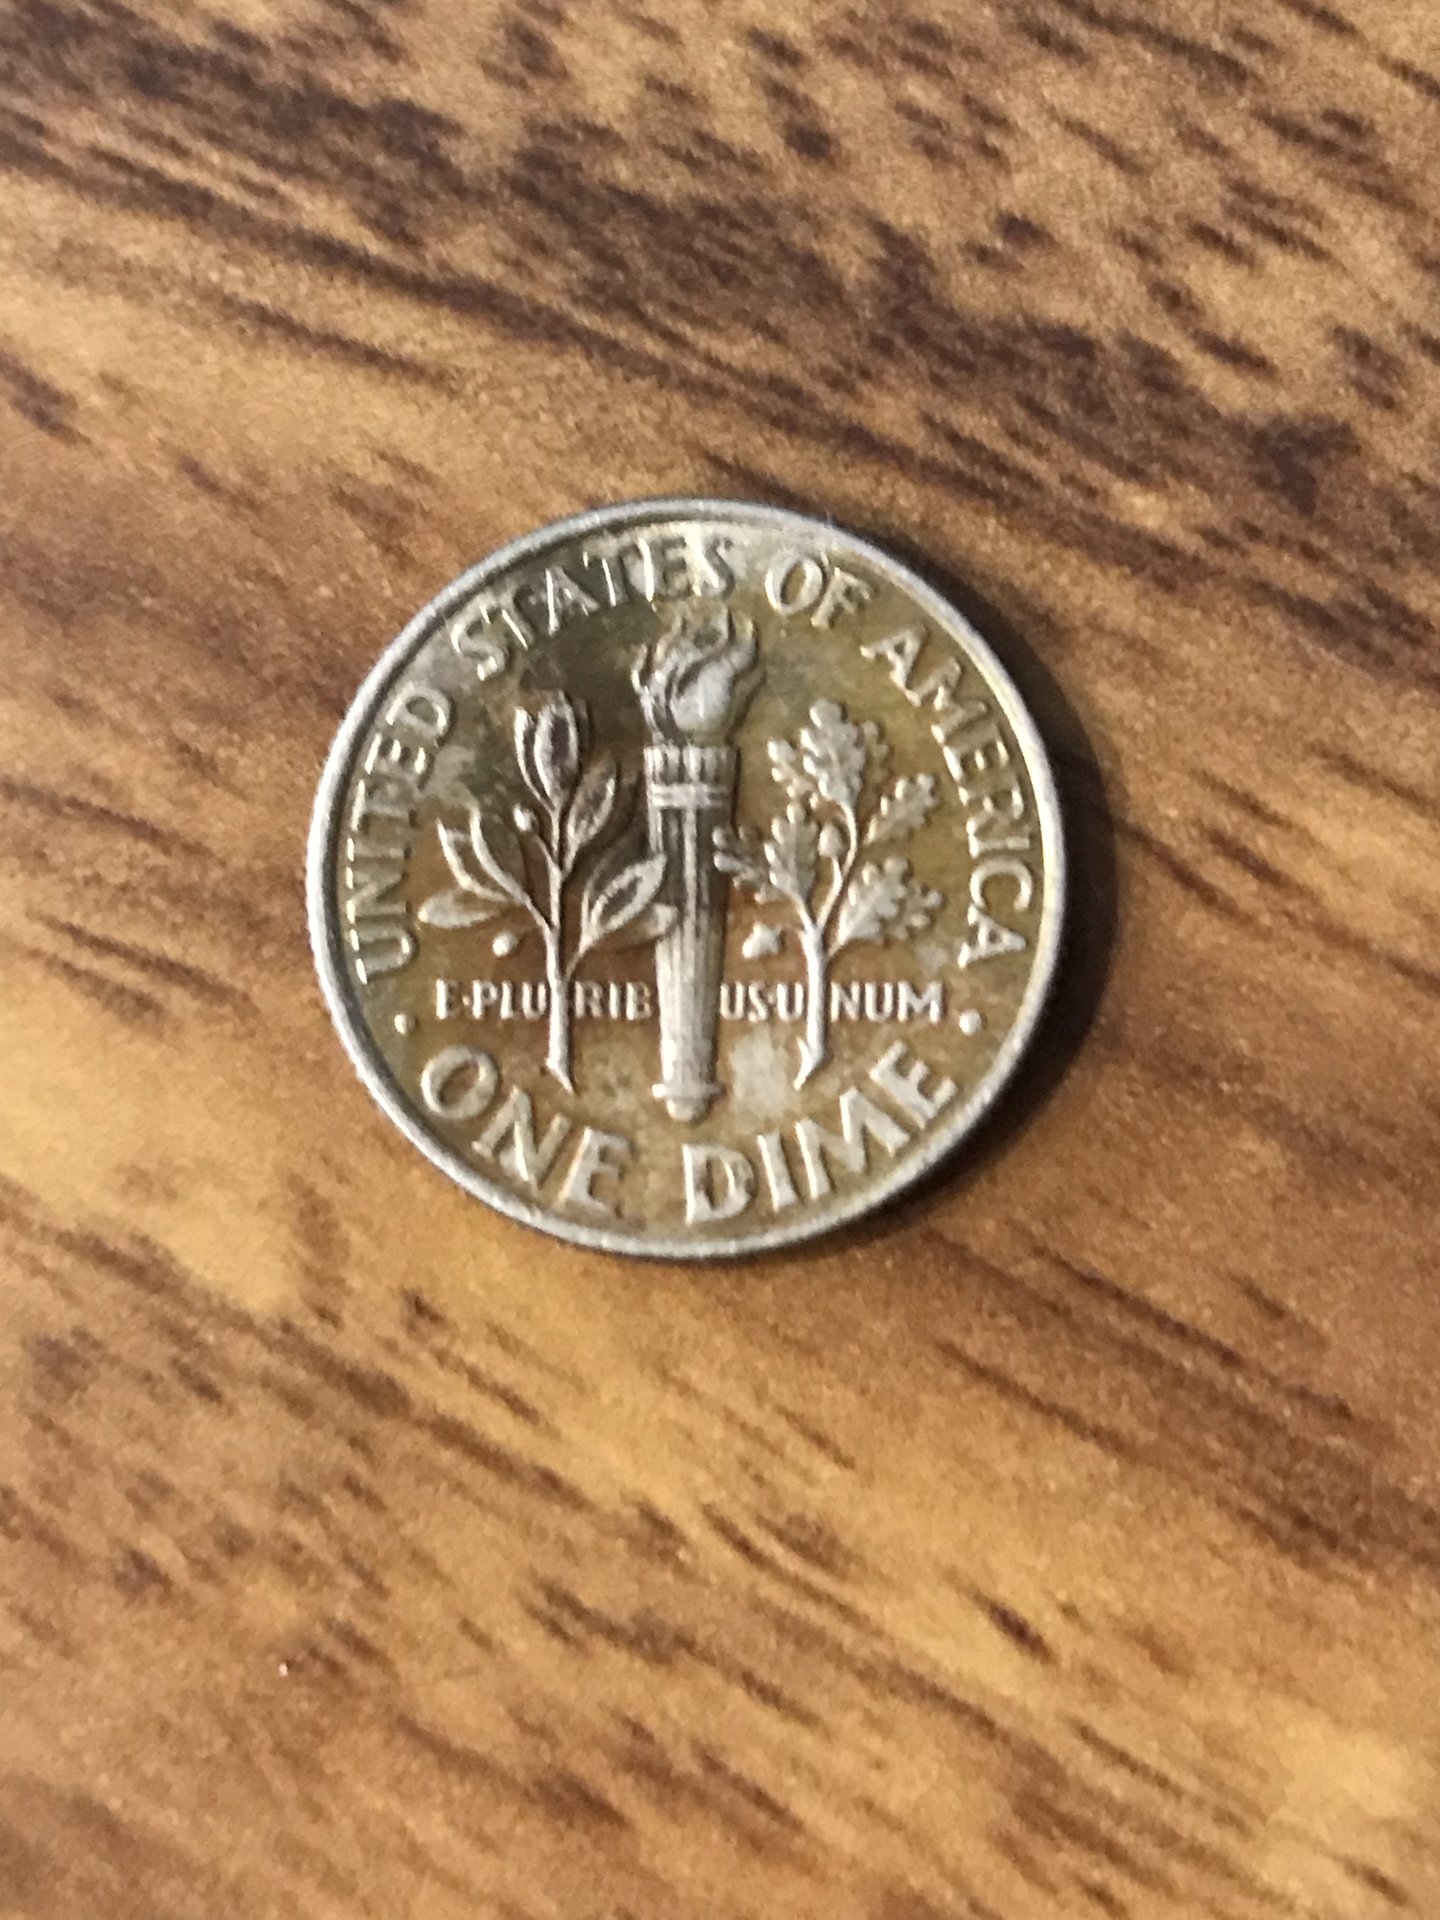 UNITED STATES OF AMERICA
E·PLURIBUS·UNUM
· ONE DIME ·